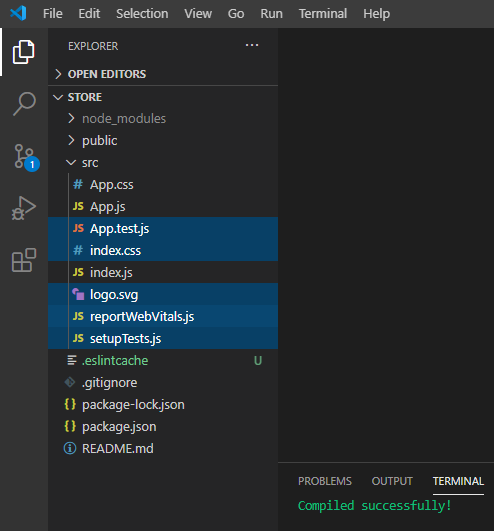 File Edit Selection View Go Run Terminal Help
EXPLORER ...
OPEN EDITORS
STORE
node_modules
public
src
# App.css
JS App.js
JS App.test.js
# index.css
JS index.js
logo.svg
JS reportWebVitals.js
JS setupTests.js
.eslintcache U
.gitignore
{} package-lock.json
{} package.json
README.md
1
PROBLEMS OUTPUT TERMINAL
Compiled successfully!